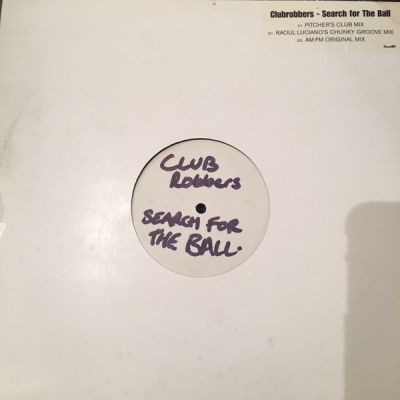 Clubrobbers - Search for The Ball
A1. PITCHER'S CLUB MIX
B1. RAOUL LUCIANO'S CHUNKY GROOVE MIX
B2. AM:FM ORIGINAL MIX
CLUB
Robbers
SEARCH FOR
THE BALL.